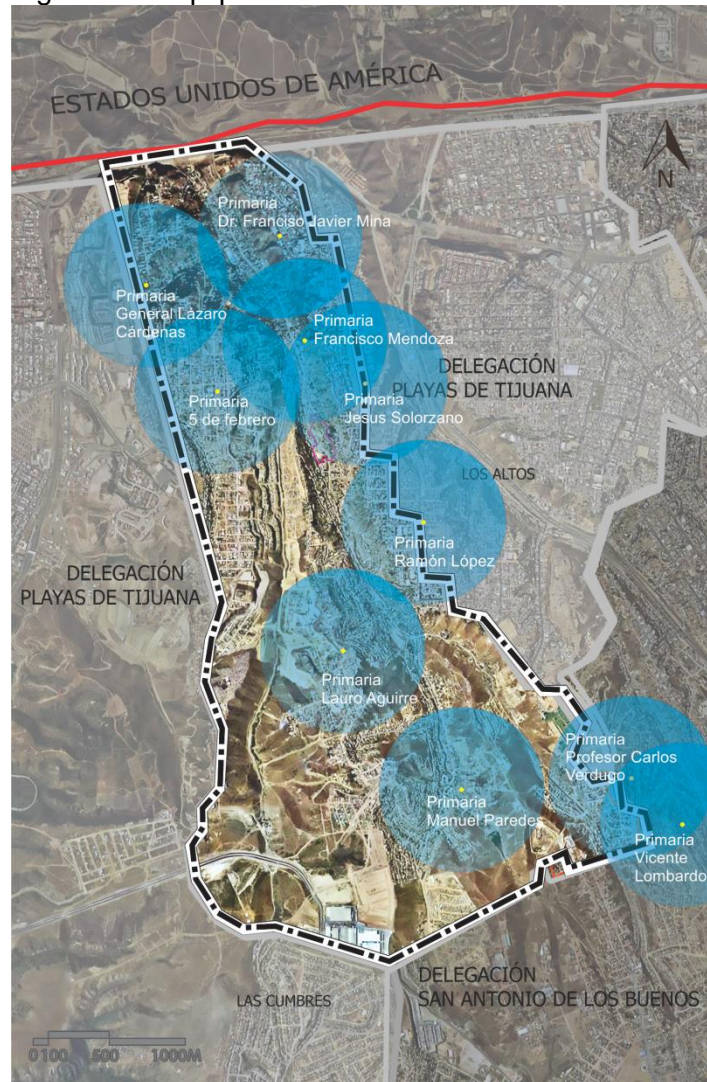 ESTADOS UNIDOS DE AMÉRICA
N
Primaria
Dr. Franciso Javier Mina
Primaria
General Lázaro
Cárdenas
Primaria
Francisco Mendoza
DELEGACIÓN
PLAYAS DE TIJUANA
Primaria
5 de febrero
Primaria
Jesus Solorzano
LOS ALTOS
Primaria
Ramón López
DELEGACIÓN
PLAYAS DE TIJUANA
Primaria
Lauro Aguirre
Primaria
Profesor Carlos
Verdugo
Primaria
Manuel Paredes
Primaria
Vicente
Lombardo
DELEGACIÓN
SAN ANTONIO DE LOS BUENOS
LAS CUMBRES
0 100 500 1000M